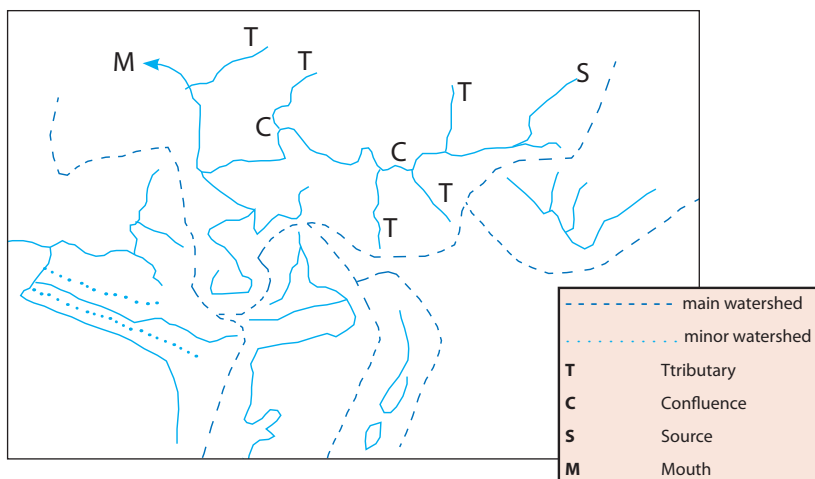 T
M
T
T
S
C
C
T
T
main watershed
minor watershed
T Ttributary
C Confluence
S Source
M Mouth